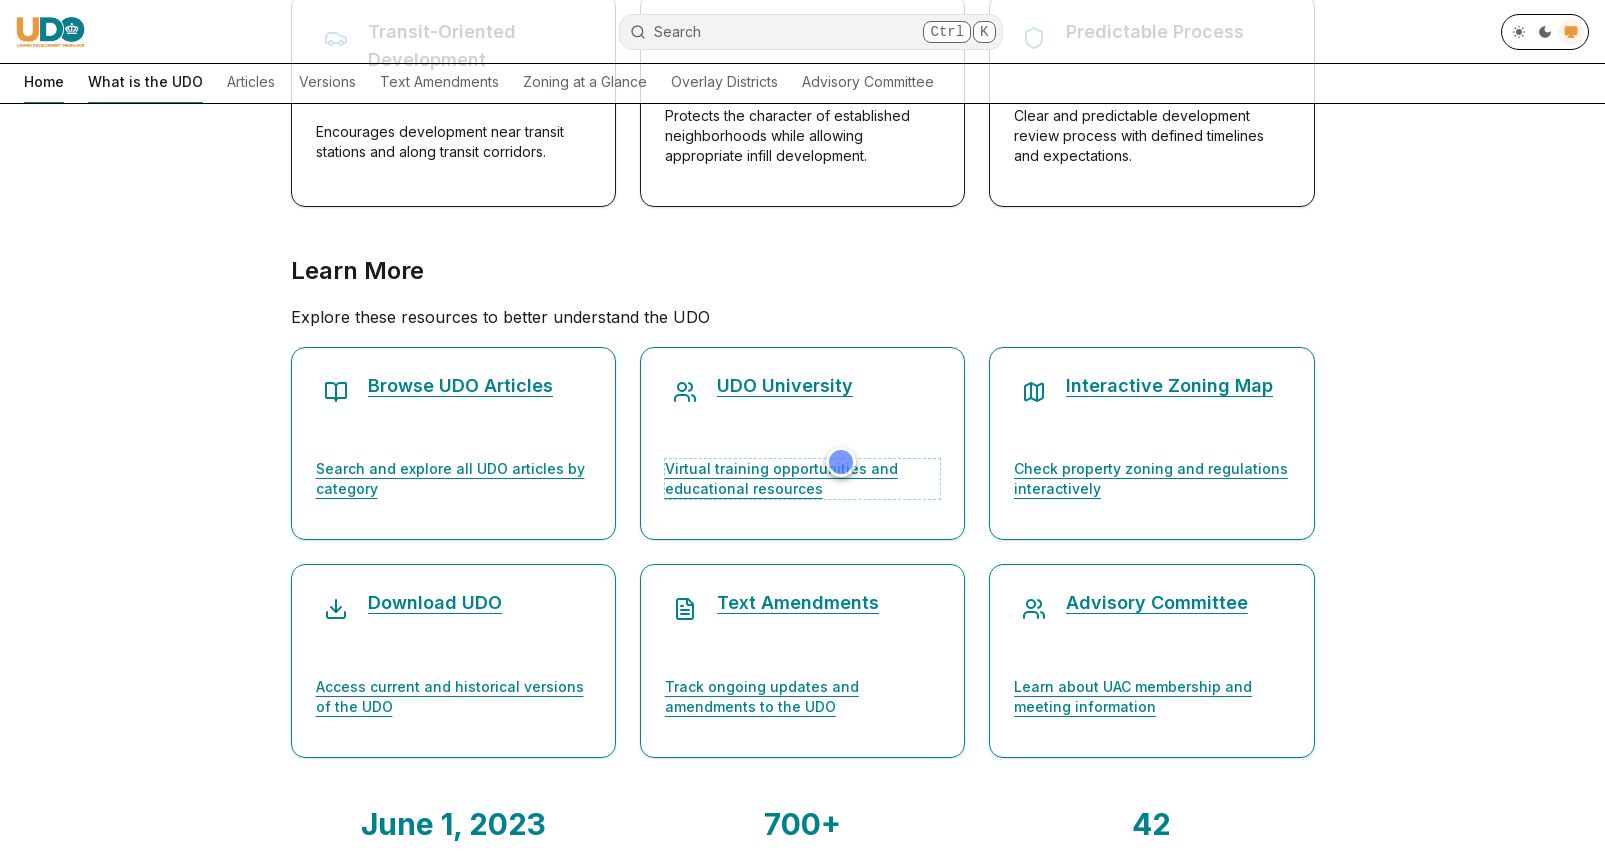 UDO
UNIFIED DEVELOPMENT ORDINANCE
Search
Ctrl K
Transit-Oriented
Development
Predictable Process
Home What is the UDO Articles Versions Text Amendments Zoning at a Glance Overlay Districts Advisory Committee
Encourages development near transit
stations and along transit corridors.
Protects the character of established
neighborhoods while allowing
appropriate infill development.
Clear and predictable development
review process with defined timelines
and expectations.
Learn More
Explore these resources to better understand the UDO
Browse UDO Articles
Search and explore all UDO articles by
category
UDO University
Virtual training opportunities and
educational resources
Interactive Zoning Map
Check property zoning and regulations
interactively
Download UDO
Access current and historical versions
of the UDO
Text Amendments
Track ongoing updates and
amendments to the UDO
Advisory Committee
Learn about UAC membership and
meeting information
June 1, 2023
700+
42